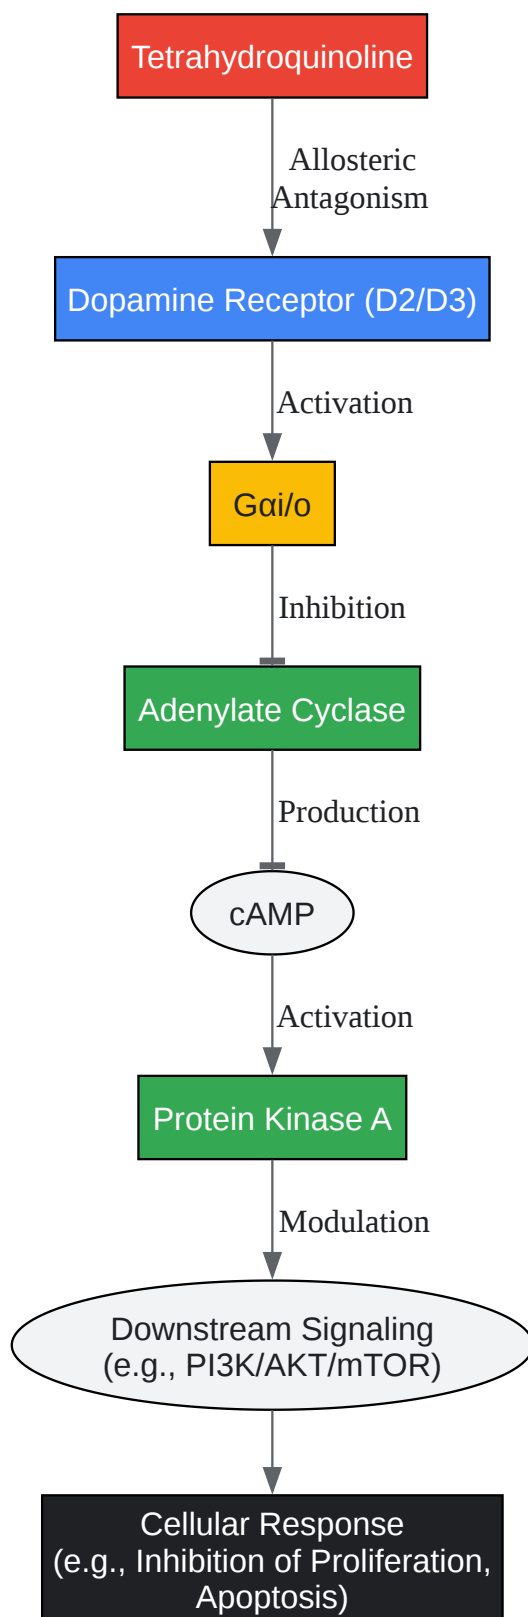 Tetrahydroquinoline
Allosteric
Antagonism
Dopamine Receptor (D2/D3)
Activation
Gαi/o
Inhibition
Adenylate Cyclase
Production
cAMP
Activation
Protein Kinase A
Modulation
Downstream Signaling
(e.g., PI3K/AKT/mTOR)
Cellular Response
(e.g., Inhibition of Proliferation,
Apoptosis)